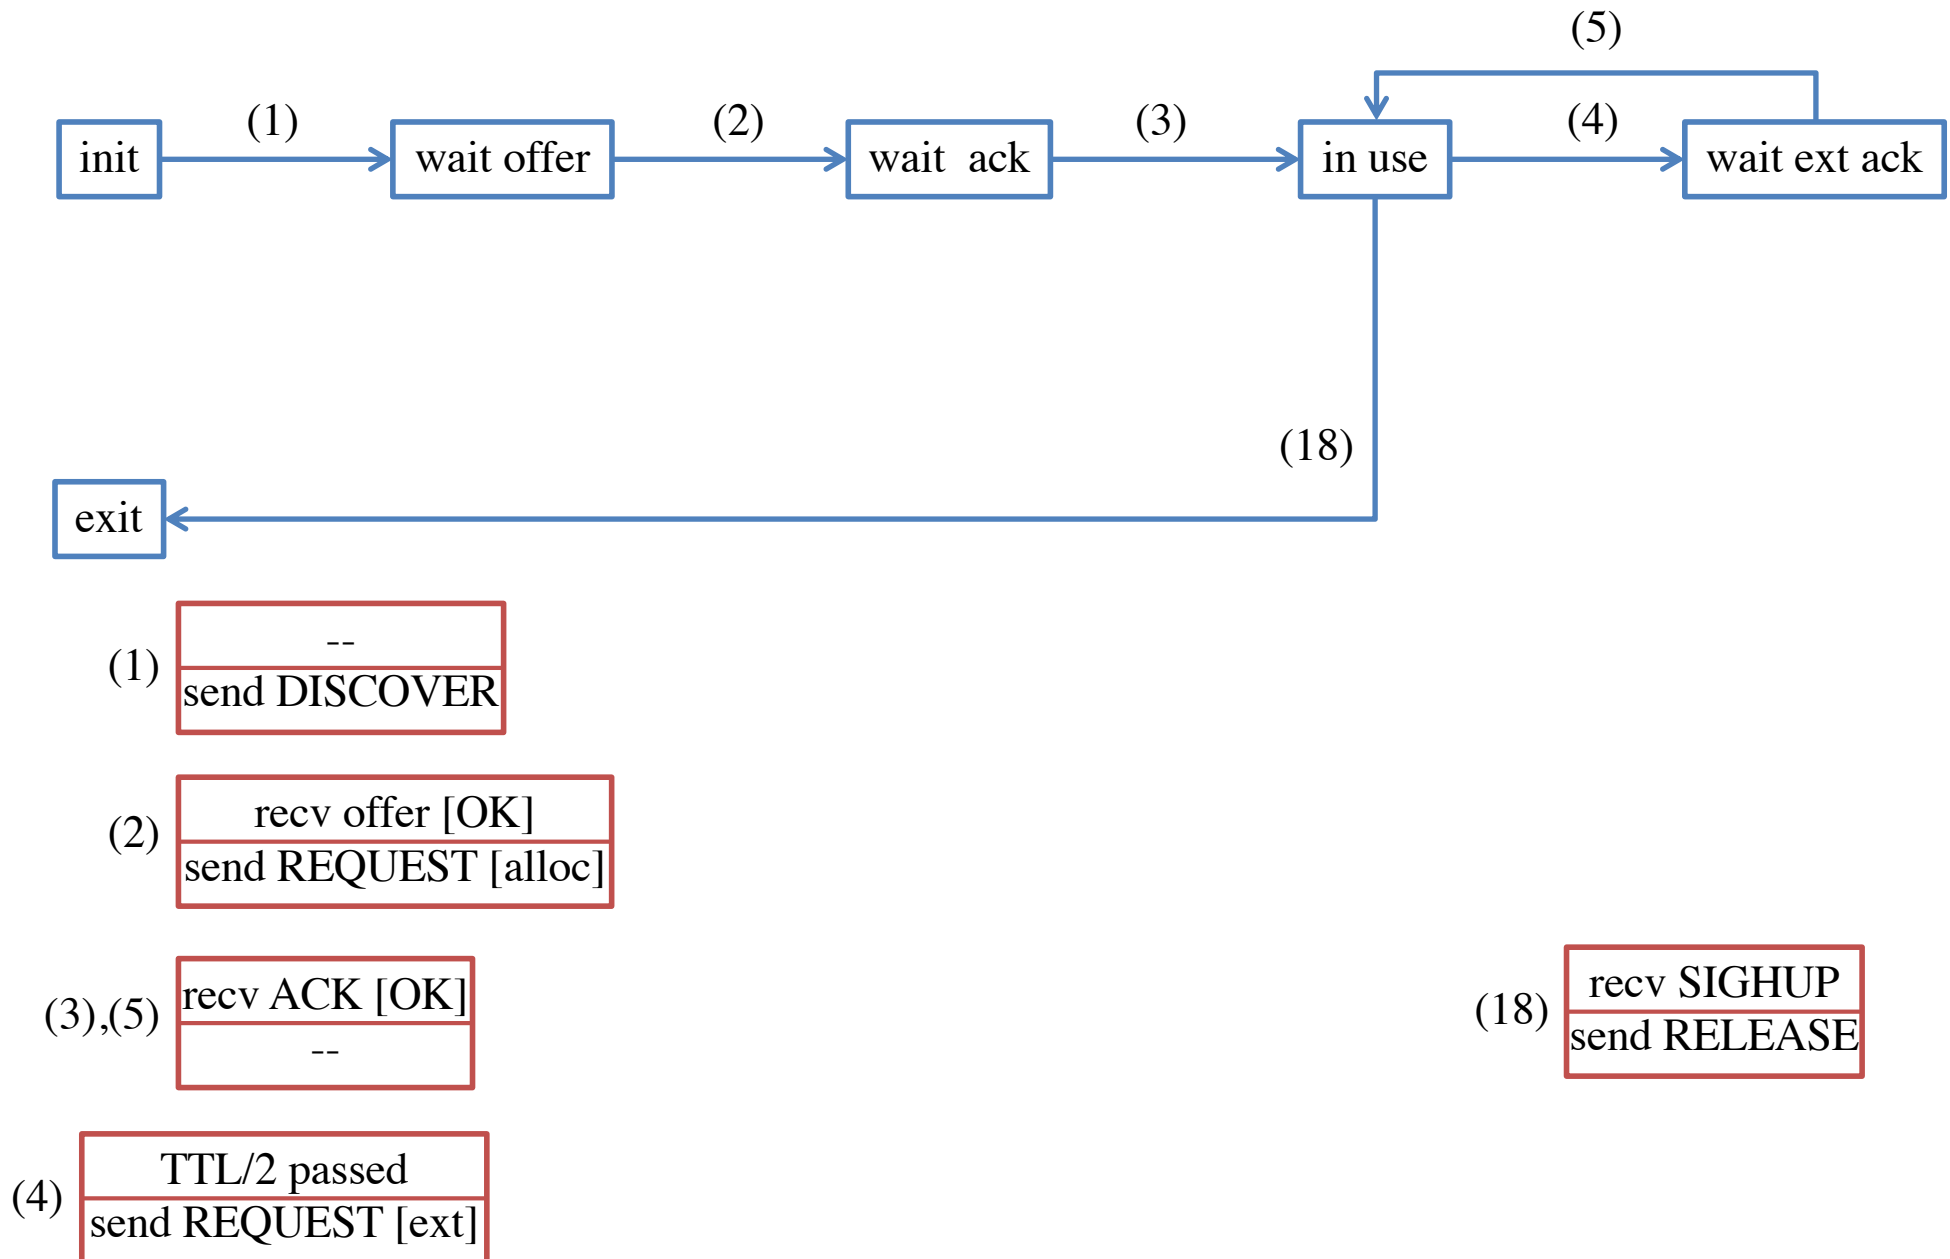 (5)
(1)
(2)
(3)
(4)
init
wait offer
wait  ack
in use
wait ext ack
(18)
exit
(1)
--
send DISCOVER
(2)
recv offer [OK]
send REQUEST [alloc]
(3),(5)
recv ACK [OK]
--
(18)
recv SIGHUP
send RELEASE
(4)
TTL/2 passed
send REQUEST [ext]